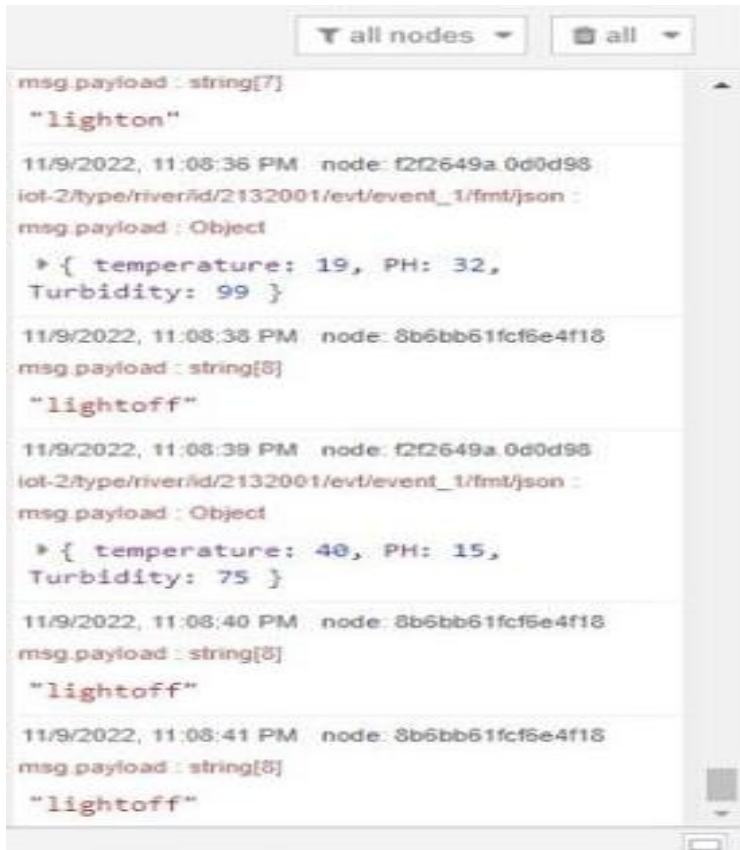 all nodes all
msg.payload : string[7]
"lighton"
11/9/2022, 11:08:36 PM node: f2f2649a.0d0d98
iot-2/type/river/id/2132001/evt/event_1/fmt/json :
msg.payload : Object
{ temperature: 19, PH: 32,
Turbidity: 99 }
11/9/2022, 11:08:38 PM node: 8b6bb61fcf6e4f18
msg.payload : string[8]
"lightoff"
11/9/2022, 11:08:39 PM node: f2f2649a.0d0d98
iot-2/type/river/id/2132001/evt/event_1/fmt/json :
msg.payload : Object
{ temperature: 40, PH: 15,
Turbidity: 75 }
11/9/2022, 11:08:40 PM node: 8b6bb61fcf6e4f18
msg.payload : string[8]
"lightoff"
11/9/2022, 11:08:41 PM node: 8b6bb61fcf6e4f18
msg.payload : string[8]
"lightoff"